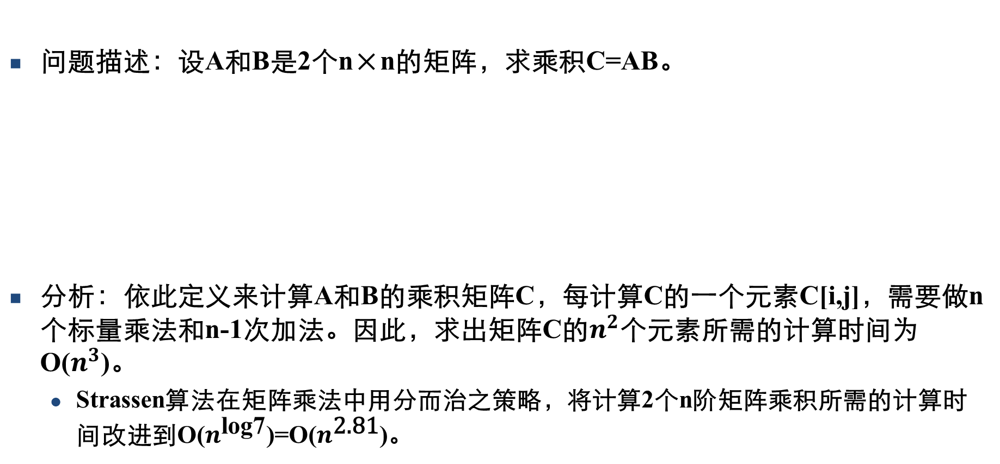 问题描述：设A和B是2个n×n的矩阵，求乘积C=AB。
分析：依此定义来计算A和B的乘积矩阵C，每计算C的一个元素C[i,j]，需要做n
个标量乘法和n-1次加法。因此，求出矩阵C的n²个元素所需的计算时间为
O(n³)。
Strassen算法在矩阵乘法中用分而治之策略，将计算2个n阶矩阵乘积所需的计算时
间改进到O(n^log7)=O(n^2.81)。